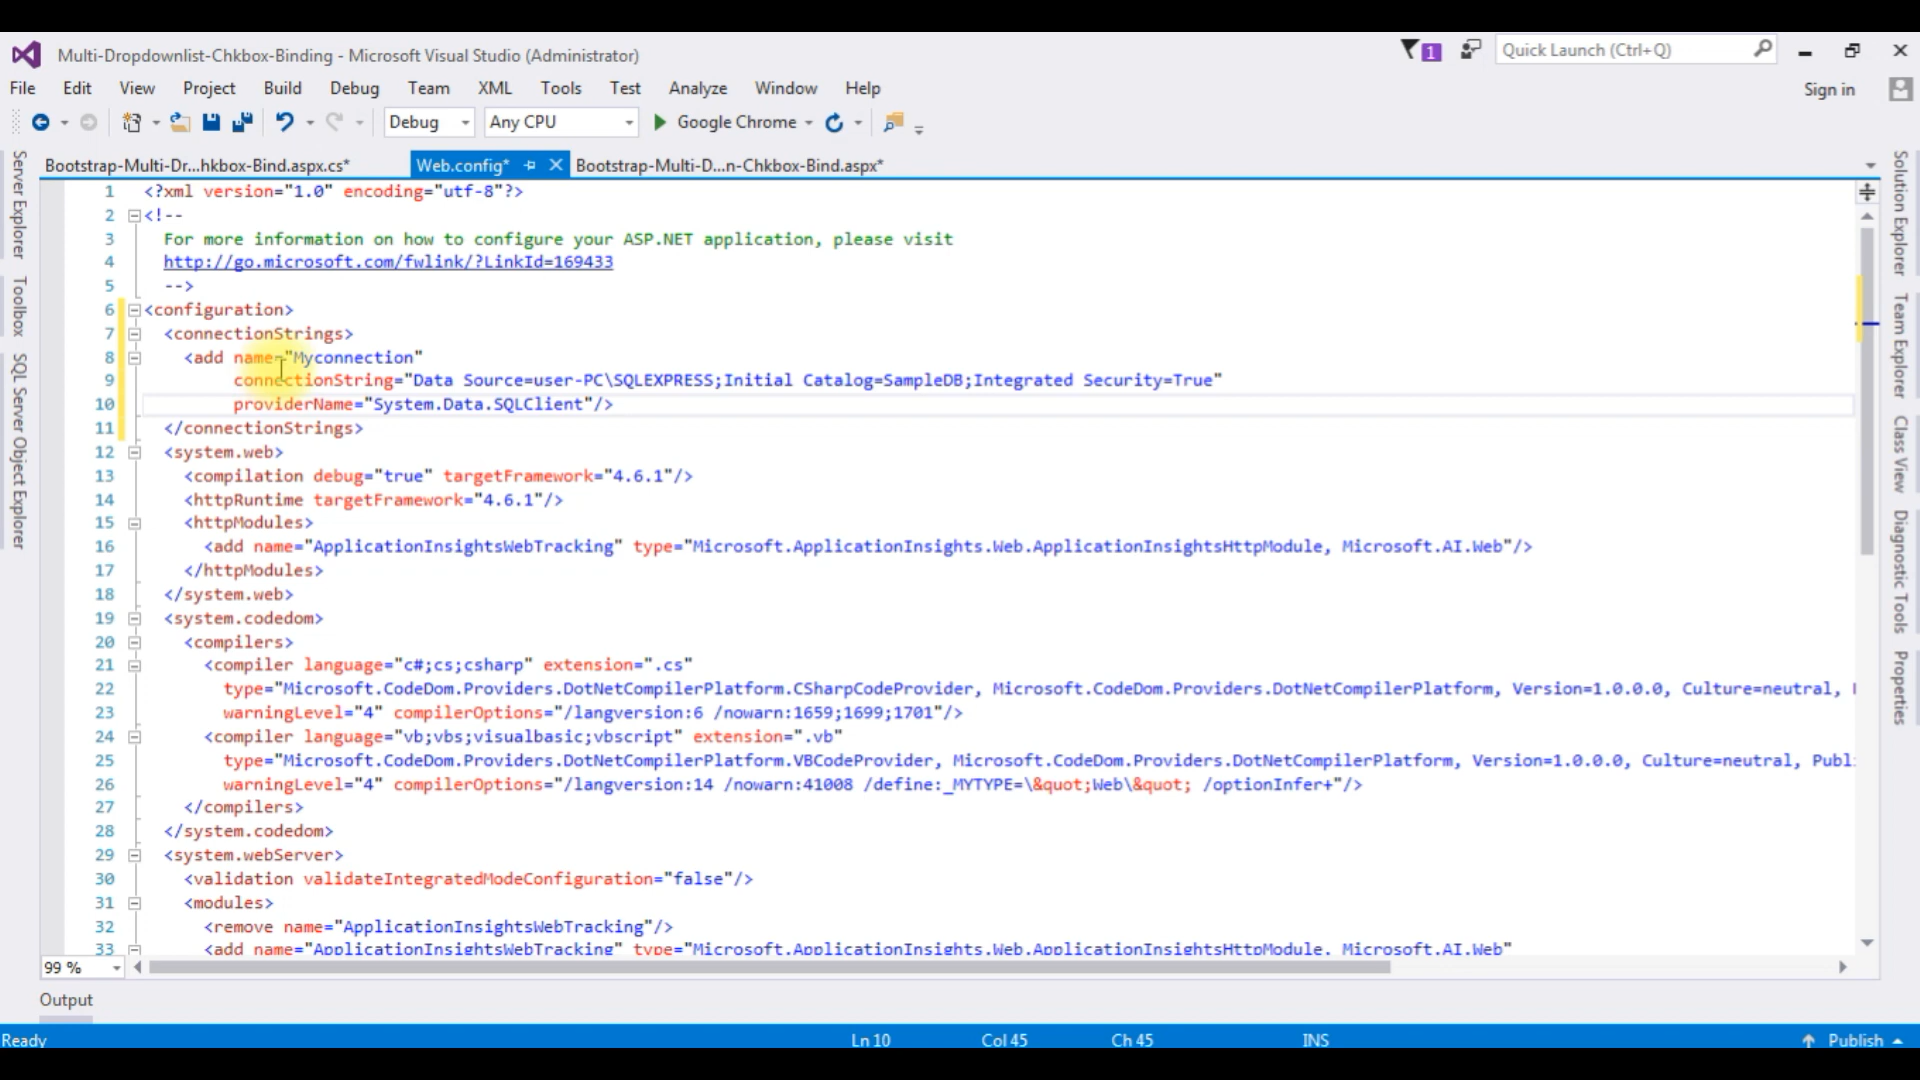 Multi-Dropdownlist-Chkbox-Binding - Microsoft Visual Studio (Administrator)
1
Quick Launch (Ctrl+Q)
File Edit View Project Build Debug Team XML Tools Test Analyze Window Help
Sign in
Debug Any CPU Google Chrome
Bootstrap-Multi-Dr...hkbox-Bind.aspx.cs* Web.config* Bootstrap-Multi-D...n-Chkbox-Bind.aspx*
Server Explorer
Toolbox
SQL Server Object Explorer
1 <?xml version="1.0" encoding="utf-8"?>
2 <!--
3 For more information on how to configure your ASP.NET application, please visit
4 http://go.microsoft.com/fwlink/?LinkId=169433
5 -->
6 <configuration>
7 <connectionStrings>
8 <add name="Myconnection"
9 connectionString="Data Source=user-PC\SQLEXPRESS;Initial Catalog=SampleDB;Integrated Security=True"
10 providerName="System.Data.SQLClient"/>
11 </connectionStrings>
12 <system.web>
13 <compilation debug="true" targetFramework="4.6.1"/>
14 <httpRuntime targetFramework="4.6.1"/>
15 <httpModules>
16 <add name="ApplicationInsightsWebTracking" type="Microsoft.ApplicationInsights.Web.ApplicationInsightsHttpModule, Microsoft.AI.Web"/>
17 </httpModules>
18 </system.web>
19 <system.codedom>
20 <compilers>
21 <compiler language="c#;cs;csharp" extension=".cs"
22 type="Microsoft.CodeDom.Providers.DotNetCompilerPlatform.CSharpCodeProvider, Microsoft.CodeDom.Providers.DotNetCompilerPlatform, Version=1.0.0.0, Culture=neutral,
23 warningLevel="4" compilerOptions="/langversion:6 /nowarn:1659;1699;1701"/>
24 <compiler language="vb;vbs;visualbasic;vbscript" extension=".vb"
25 type="Microsoft.CodeDom.Providers.DotNetCompilerPlatform.VBCodeProvider, Microsoft.CodeDom.Providers.DotNetCompilerPlatform, Version=1.0.0.0, Culture=neutral, Publ
26 warningLevel="4" compilerOptions="/langversion:14 /nowarn:41008 /define:_MYTYPE=\&quot;Web\&quot; /optionInfer+"/>
27 </compilers>
28 </system.codedom>
29 <system.webServer>
30 <validation validateIntegratedModeConfiguration="false"/>
31 <modules>
32 <remove name="ApplicationInsightsWebTracking"/>
33 <add name="ApplicationInsightsWebTracking" type="Microsoft.ApplicationInsights.Web.ApplicationInsightsHttpModule, Microsoft.AI.Web"
Solution Explorer
Team Explorer
Class View
Diagnostic Tools
Properties
99 %
Output
Ready Ln 10 Col 45 Ch 45 INS Publish